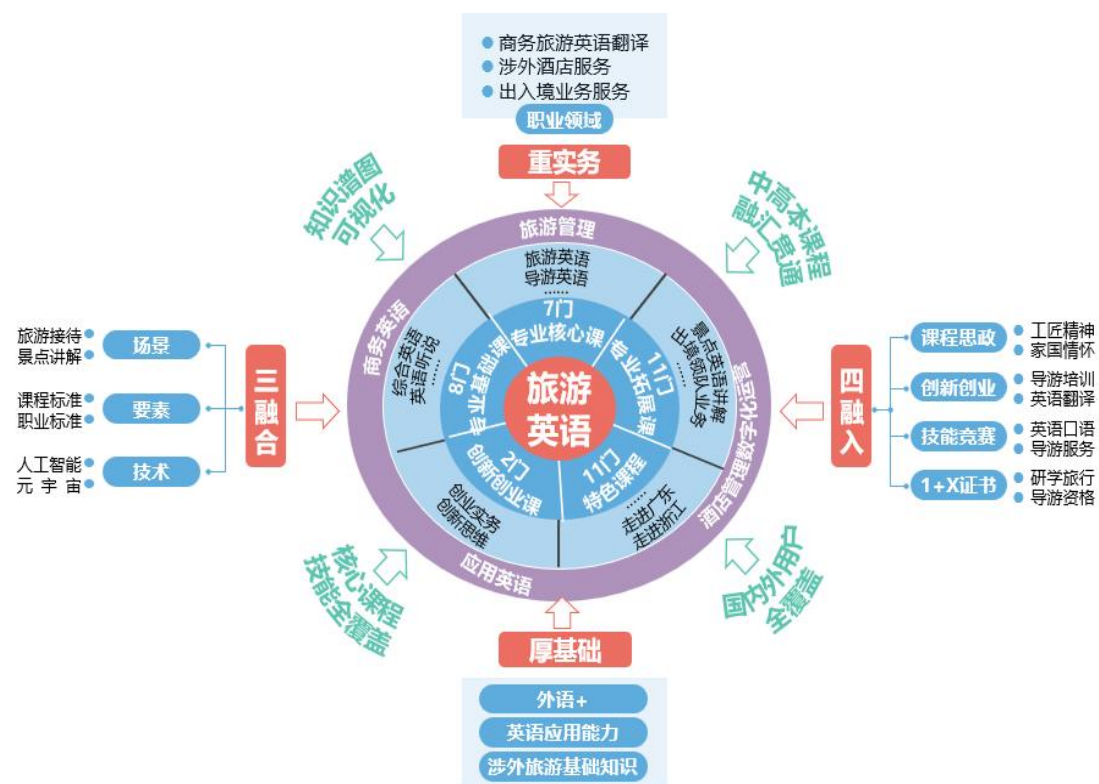 商务旅游英语翻译
涉外酒店服务
出入境业务服务
职业领域
重实务
知识谱图
可视化
中高本课程
融汇贯通
旅游管理
旅游英语
导游英语
……
7门
专业核心课
商务英语
综合英语
英语听说
……
8门
专业基础课
11门
专业拓展课
景点英语讲解
出境领队业务
……
酒店管理数字化运营
旅游
英语
2门
创新创业课
创业实务
创新思维
11门
特色课程
……
走进广东
走进浙江
应用英语
三融合
场景
旅游接待
景点讲解
要素
课程标准
职业标准
技术
人工智能
元宇宙
四融入
课程思政
工匠精神
家国情怀
创新创业
导游培训
英语翻译
技能竞赛
英语口语
导游服务
1+X证书
研学旅行
导游资格
核心课程
技能全覆盖
国内外用户
全覆盖
厚基础
外语+
英语应用能力
涉外旅游基础知识